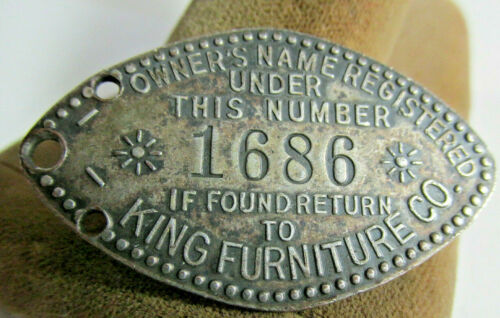 OWNER'S NAME REGISTERED
UNDER
THIS NUMBER
1686
IF FOUND RETURN
TO
KING FURNITURE CO.